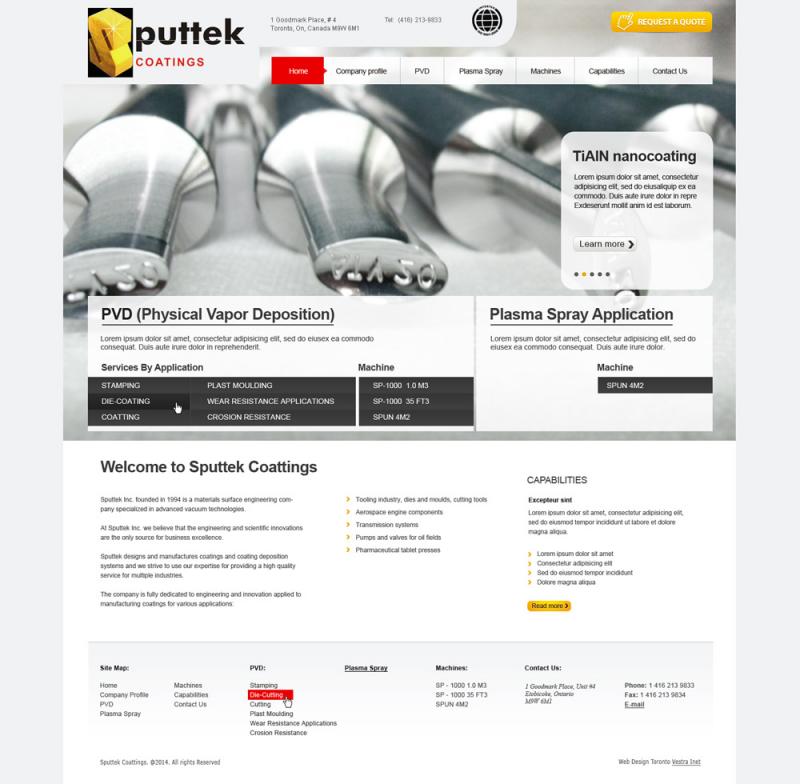 puttek
COATINGS
1 Goodmark Place, # 4
Toronto, On, Canada M9W 6M1
Tel: (416) 213-9833
REQUEST A QUOTE
Home
Company profile
PVD
Plasma Spray
Machines
Capabilities
Contact Us
TiAlN nanocoating
Lorem ipsum dolor sit amet, consectetur
adipisicing elit, sed do eiusaliquip ex ea
commodo. Duis aute irure dolor in repre
Exdeserunt mollit anim id est laborum.
Learn more
PLASO
PLASO
PVD (Physical Vapor Deposition)
Lorem ipsum dolor sit amet, consectetur adipisicing elit, sed do eiusex ea commodo
consequat. Duis aute irure dolor in reprehenderit.
Services By Application
Machine
STAMPING
PLAST MOULDING
SP-1000 1.0 M3
DIE-COATING
WEAR RESISTANCE APPLICATIONS
SP-1000 35 FT3
COATTING
CROSION RESISTANCE
SPUN 4M2
Plasma Spray Application
Lorem ipsum dolor sit amet, consectetur adipisicing elit, sed do
eiusex ea commodo consequat. Duis aute irure dolor.
Machine
SPUN 4M2
Welcome to Sputtek Coattings
Sputtek Inc. founded in 1994 is a materials surface engineering com-
pany specialized in advanced vacuum technologies.
At Sputtek Inc. we believe that the engineering and scientific innovations
are the only source for business excellence.
Sputtek designs and manufactures coatings and coating deposition
systems and we strive to use our expertise for providing a high quality
service for multiple industries.
The company is fully dedicated to engineering and innovation applied to
manufacturing coatings for various applications:
Tooling industry, dies and moulds, cutting tools
Aerospace engine components
Transmission systems
Pumps and valves for oil fields
Pharmaceutical tablet presses
CAPABILITIES
Excepteur sint
Lorem ipsum dolor sit amet, consectetur adipisicing elit,
sed do eiusmod tempor incididunt ut labore et dolore
magna aliqua.
Lorem ipsum dolor sit amet
Consectetur adipisicing elit
Sed do eiusmod tempor incididunt
Dolore magna aliqua
Read more
Site Map:
Home
Company Profile
PVD
Plasma Spray
Machines
Capabilities
Contact Us
PVD:
Stamping
Die-Cutting
Cutting
Plast Moulding
Wear Resistance Applications
Crosion Resistance
Plasma Spray
Machines:
SP - 1000 1.0 M3
SP - 1000 35 FT3
SPUN 4M2
Contact Us:
1 Goodmark Place, Unit #4
Etobicoke, Ontario
M9W 6M1
Phone: 1 416 213 9833
Fax: 1 416 213 9834
E-mail
Sputtek Coattings. @2014. All rights Reserved
Web Design Toronto Vestra Inet